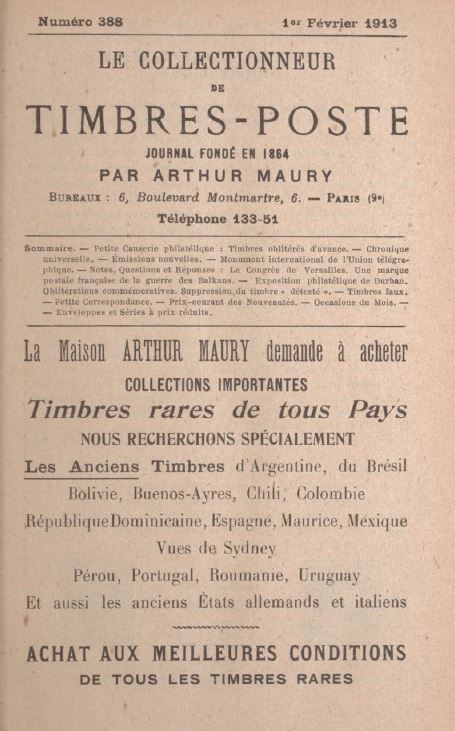 Numéro 388 1er Février 1913
LE COLLECTIONNEUR
DE
TIMBRES-POSTE
JOURNAL FONDÉ EN 1864
PAR ARTHUR MAURY
BUREAUX : 6, Boulevard Montmartre, 6. — PARIS (9e)
Téléphone 133-51
Sommaire. — Petite Causerie philatélique : Timbres oblitérés d'avance. — Chronique
universelle. — Émissions nouvelles. — Monument international de l'Union télégra-
phique. — Notes, Questions et Réponses : Le Congrès de Versailles. Une marque
postale française de la guerre des Balkans. — Exposition philatélique de Durban.
Oblitérations commémoratives. Suppression du timbre « détesté ». — Timbres faux.
— Petite Correspondance. — Prix-courant des Nouveautés. — Occasions du Mois. —
— Enveloppes et Séries à prix réduits.
La Maison ARTHUR MAURY demande à acheter
COLLECTIONS IMPORTANTES
Timbres rares de tous Pays
NOUS RECHERCHONS SPÉCIALEMENT
Les Anciens Timbres d'Argentine, du Brésil
Bolivie, Buenos-Ayres, Chili, Colombie
République Dominicaine, Espagne, Maurice, Mexique
Vues de Sydney
Pérou, Portugal, Roumanie, Uruguay
Et aussi les anciens États allemands et italiens
ACHAT AUX MEILLEURES CONDITIONS
DE TOUS LES TIMBRES RARES